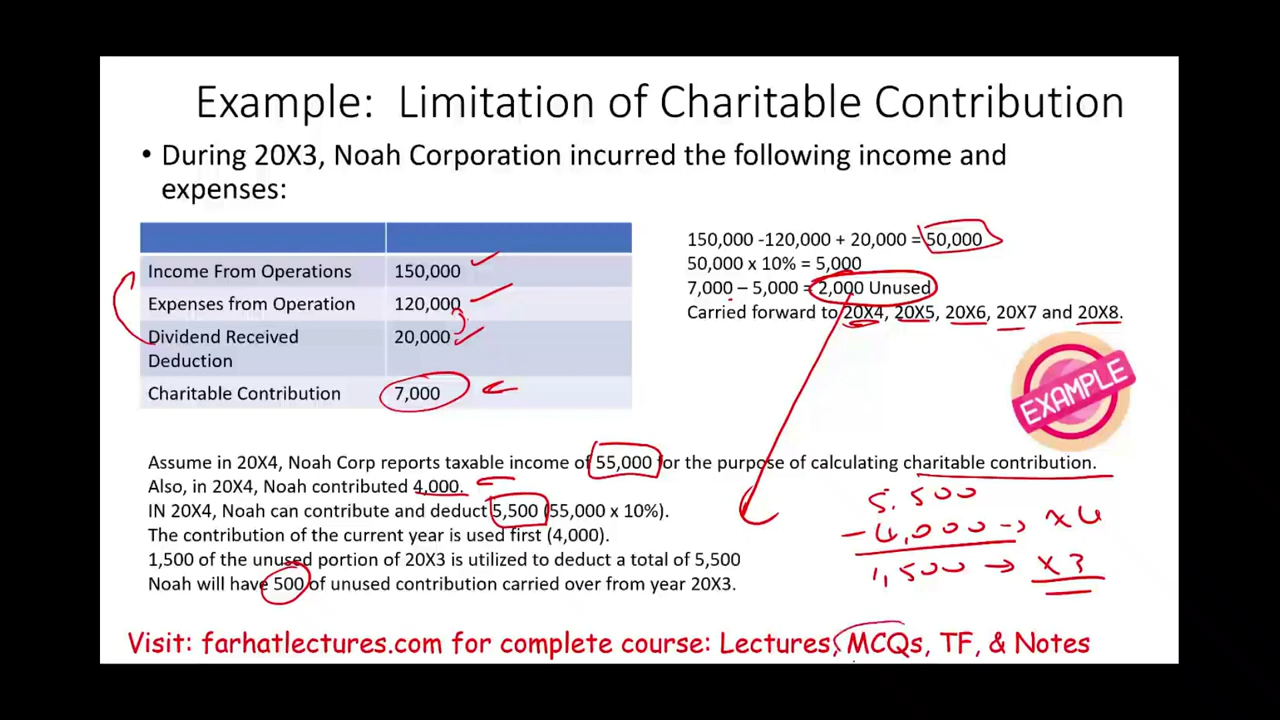 Example: Limitation of Charitable Contribution
• During 20X3, Noah Corporation incurred the following income and
expenses:
Income From Operations 150,000
Expenses from Operation 120,000
Dividend Received
Deduction 20,000
Charitable Contribution 7,000
150,000 -120,000 + 20,000 = 50,000
50,000 x 10% = 5,000
7,000 – 5,000 = 2,000 Unused
Carried forward to 20X4, 20X5, 20X6, 20X7 and 20X8.
EXAMPLE
Assume in 20X4, Noah Corp reports taxable income of 55,000 for the purpose of calculating charitable contribution.
Also, in 20X4, Noah contributed 4,000.
IN 20X4, Noah can contribute and deduct 5,500 (55,000 x 10%).
The contribution of the current year is used first (4,000).
1,500 of the unused portion of 20X3 is utilized to deduct a total of 5,500
Noah will have 500 of unused contribution carried over from year 20X3.
5,500
-4,000 → X4
1,500 → X3
Visit: farhatlectures.com for complete course: Lectures, MCQs, TF, & Notes